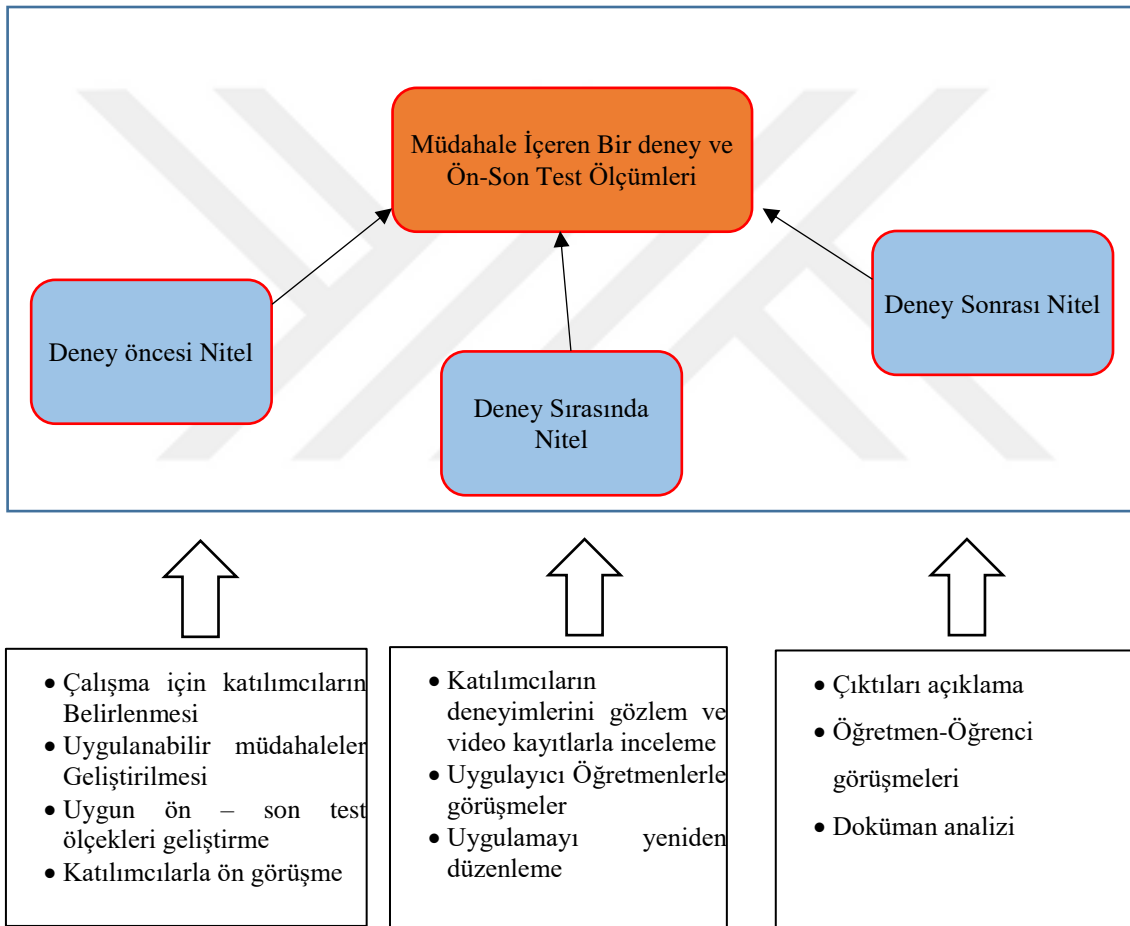 Müdahale İçeren Bir deney ve
Ön-Son Test Ölçümleri
Deney öncesi Nitel
Deney Sırasında
Nitel
Deney Sonrası Nitel
• Çalışma için katılımcıların
Belirlenmesi
• Uygulanabilir müdahaleler
Geliştirilmesi
• Uygun ön – son test
ölçekleri geliştirme
• Katılımcılarla ön görüşme
• Katılımcıların
deneyimlerini gözlem ve
video kayıtlarla inceleme
• Uygulayıcı Öğretmenlerle
görüşmeler
• Uygulamayı yeniden
düzenleme
• Çıktıları açıklama
• Öğretmen-Öğrenci
görüşmeleri
• Doküman analizi